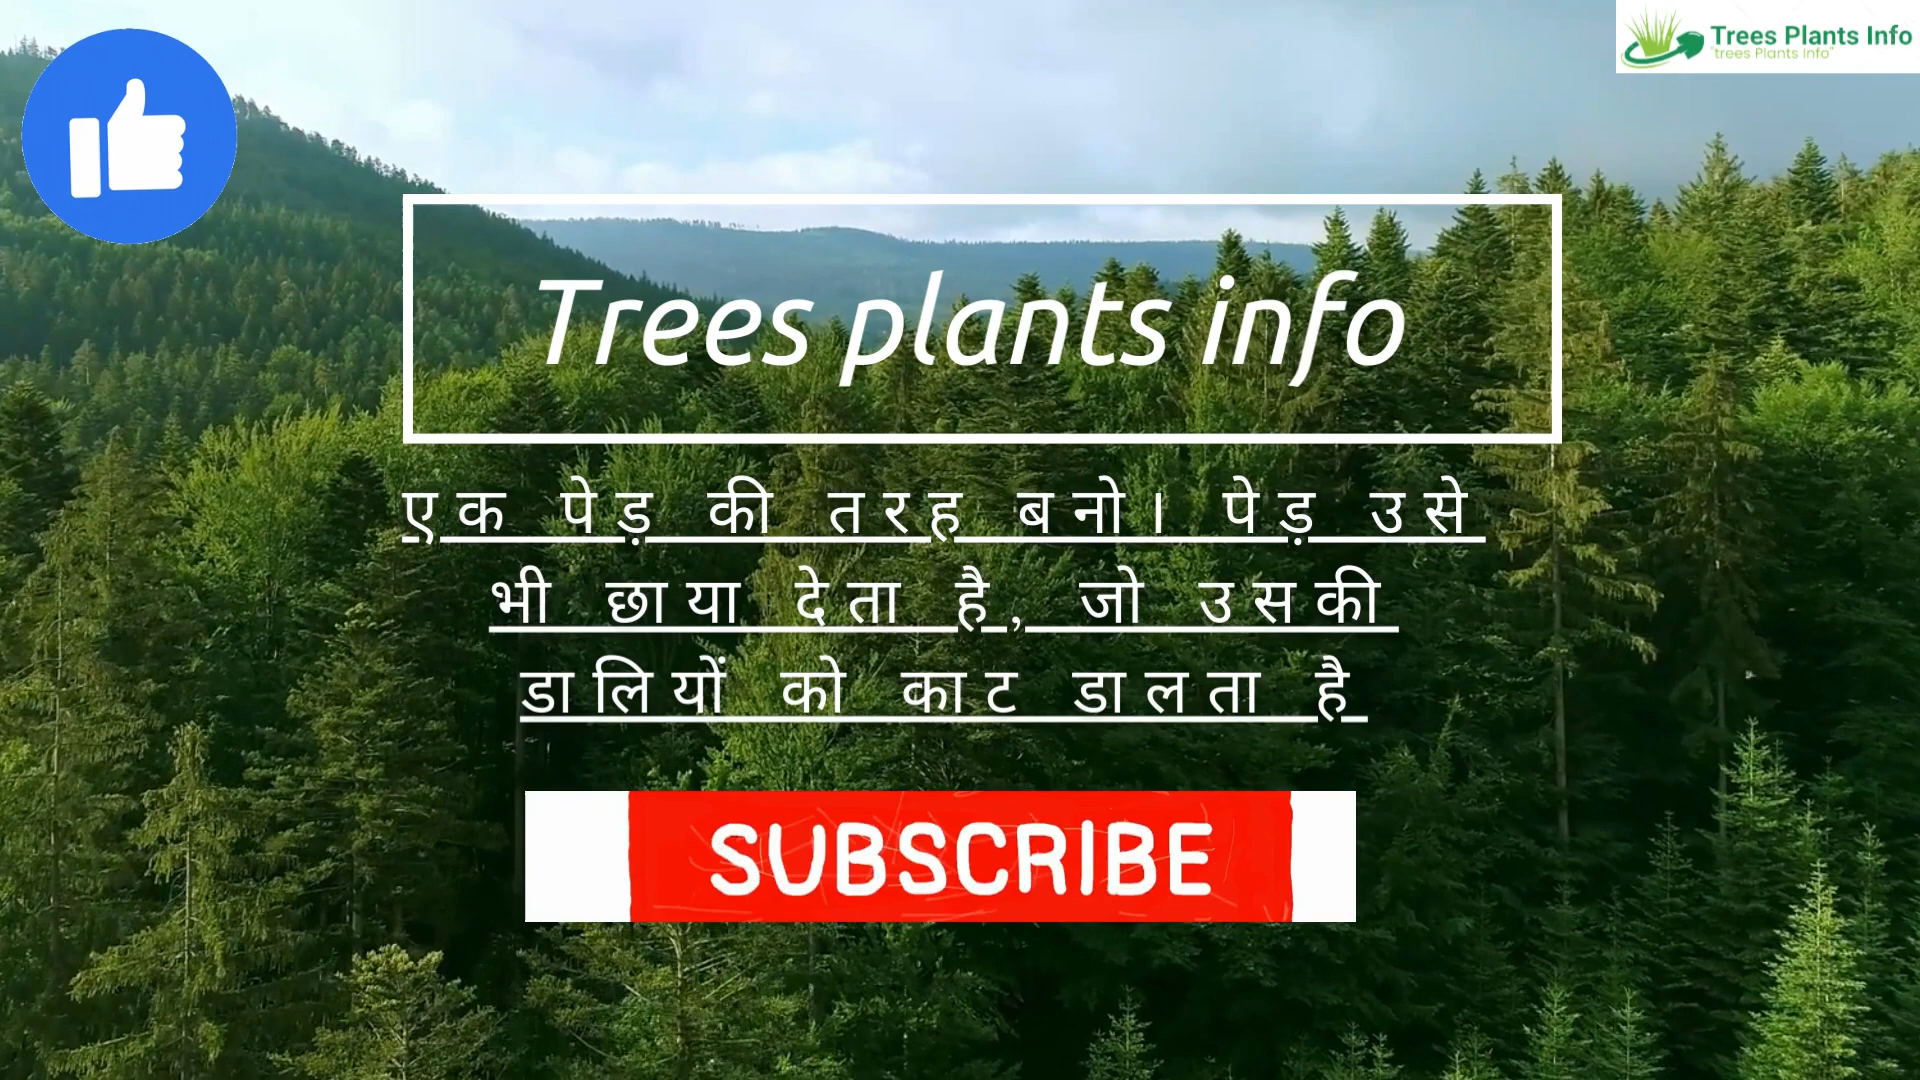 Trees Plants Info
"trees Plants Info"
Trees plants info
एक पेड़ की तरह बनो। पेड़ उसे
भी छाया देता है, जो उसकी
डालियों को काट डालता है
SUBSCRIBE